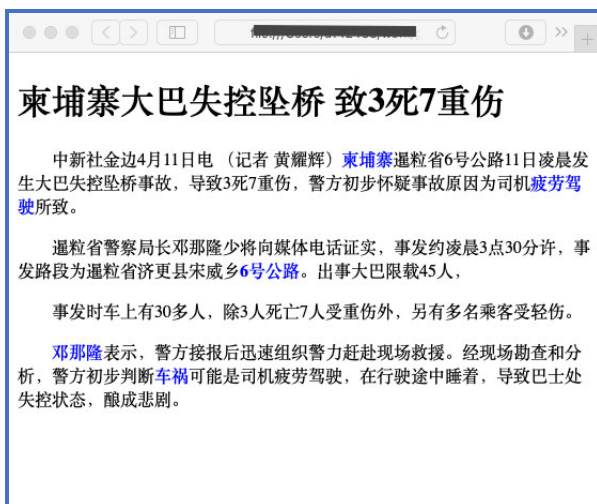 柬埔寨大巴失控坠桥 致3死7重伤
中新社金边4月11日电 （记者 黄耀辉）柬埔寨暹粒省6号公路11日凌晨发
生大巴失控坠桥事故，导致3死7重伤，警方初步怀疑事故原因为司机疲劳驾
驶所致。
暹粒省警察局长邓那隆少将向媒体电话证实，事发约凌晨3点30分许，事
发路段为暹粒省济更县宋威乡6号公路。出事大巴限载45人，
事发时车上有30多人，除3人死亡7人受重伤外，另有多名乘客受轻伤。
邓那隆表示，警方接报后迅速组织警力赶赴现场救援。经现场勘查和分
析，警方初步判断车祸可能是司机疲劳驾驶，在行驶途中睡着，导致巴士处
失控状态，酿成悲剧。